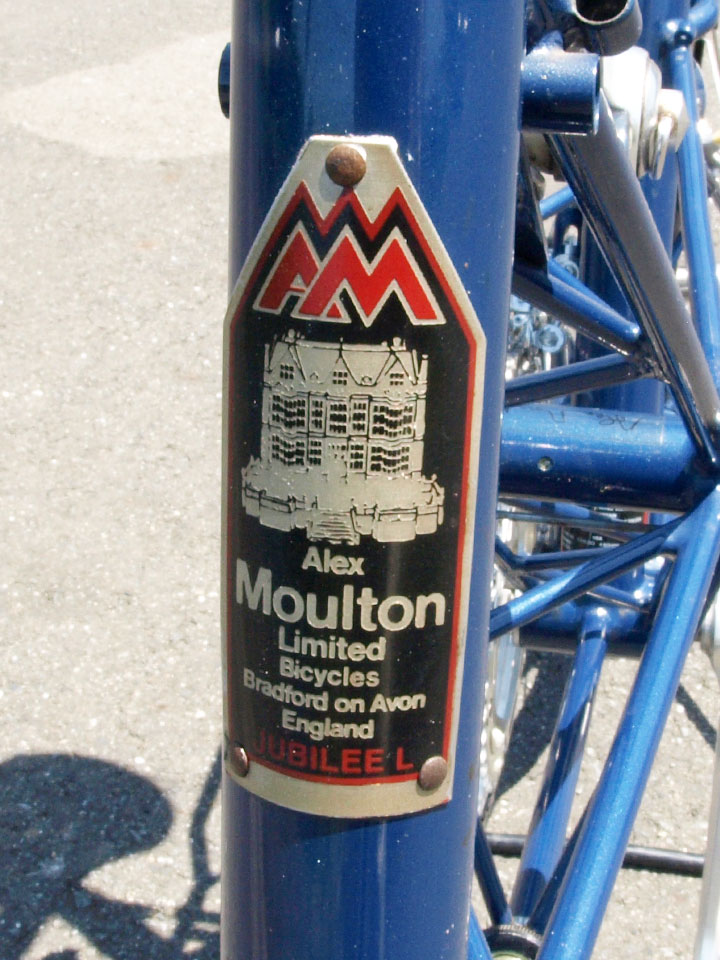 AM
Alex
Moulton
Limited
Bicycles
Bradford on Avon
England
JUBILEE L